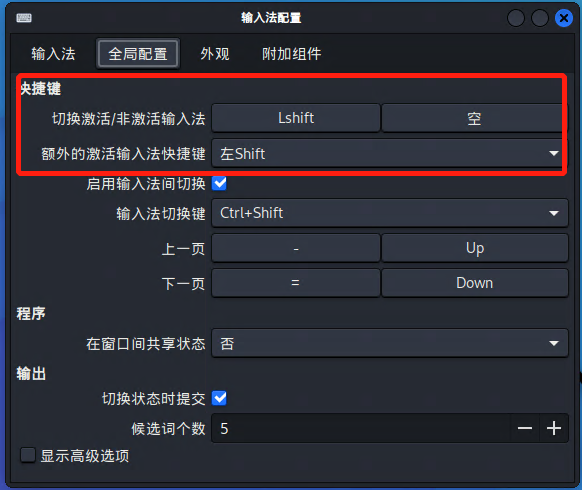 输入法配置
输入法 全局配置 外观 附加组件
快捷键
切换激活/非激活输入法 Lshift 空
额外的激活输入法快捷键 左Shift
启用输入法间切换
输入法切换键 Ctrl+Shift
上一页 - Up
下一页 = Down
程序
在窗口间共享状态 否
输出
切换状态时提交
候选词个数 5
显示高级选项